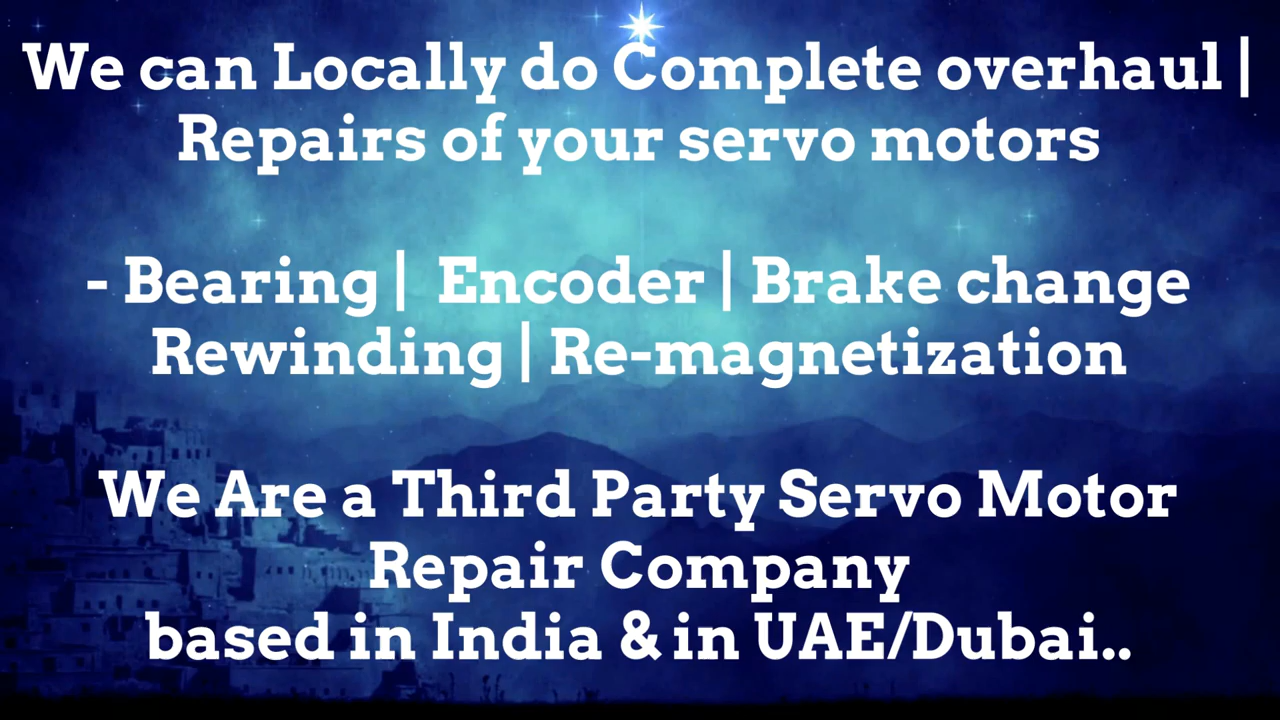 We can Locally do Complete overhaul |
Repairs of your servo motors
- Bearing | Encoder | Brake change
Rewinding | Re-magnetization
We Are a Third Party Servo Motor
Repair Company
based in India & in UAE/Dubai..